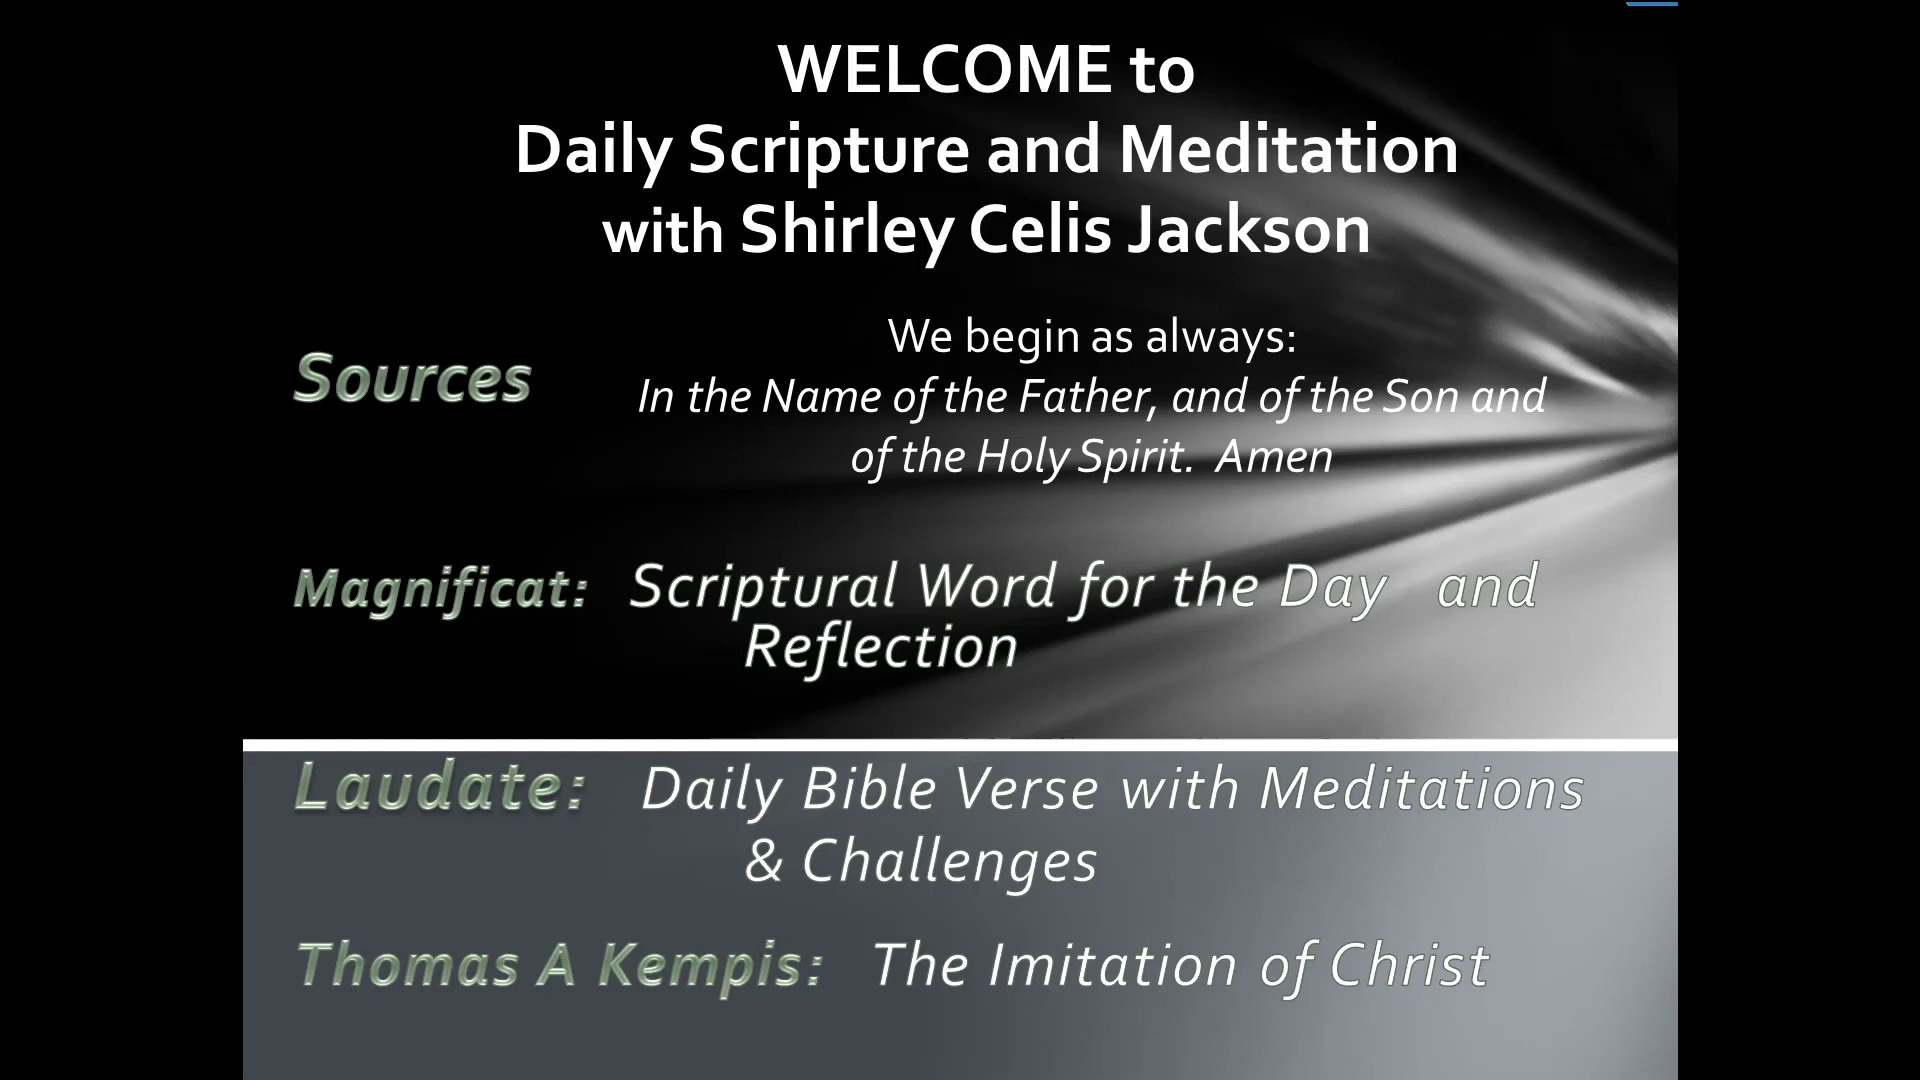 WELCOME to
Daily Scripture and Meditation
with Shirley Celis Jackson
Sources
We begin as always:
In the Name of the Father, and of the Son and
of the Holy Spirit.  Amen
Magnificat: Scriptural Word for the Day and
Reflection
Laudate: Daily Bible Verse with Meditations
& Challenges
Thomas A Kempis: The Imitation of Christ